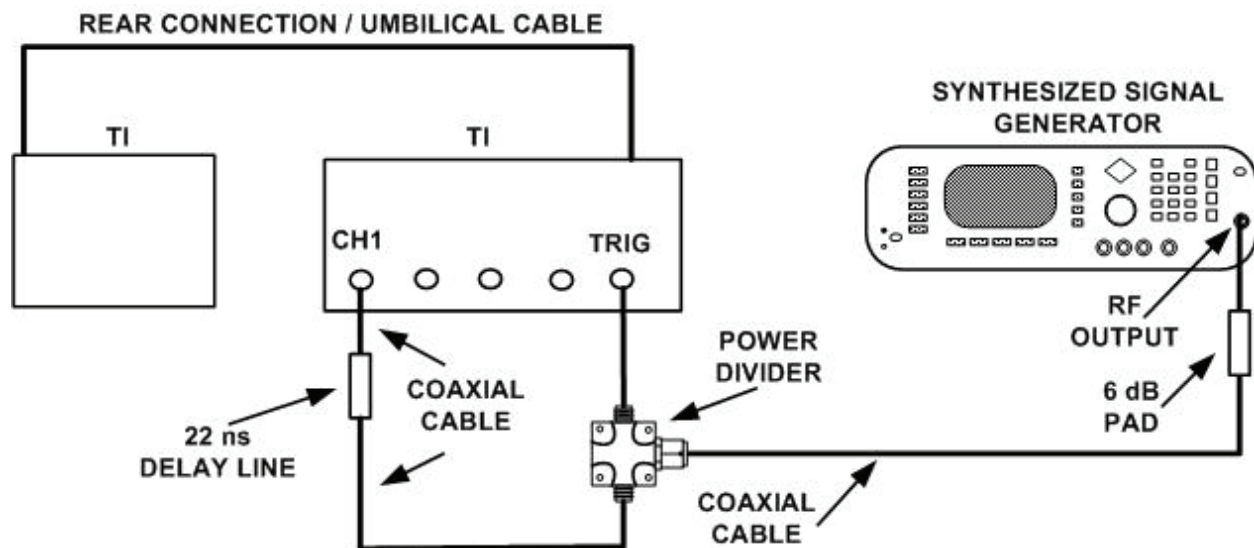 REAR CONNECTION / UMBILICAL CABLE
TI
TI
SYNTHESIZED SIGNAL
GENERATOR
CH1
TRIG
RF
OUTPUT
POWER
DIVIDER
COAXIAL
CABLE
6 dB
PAD
22 ns
DELAY LINE
COAXIAL
CABLE